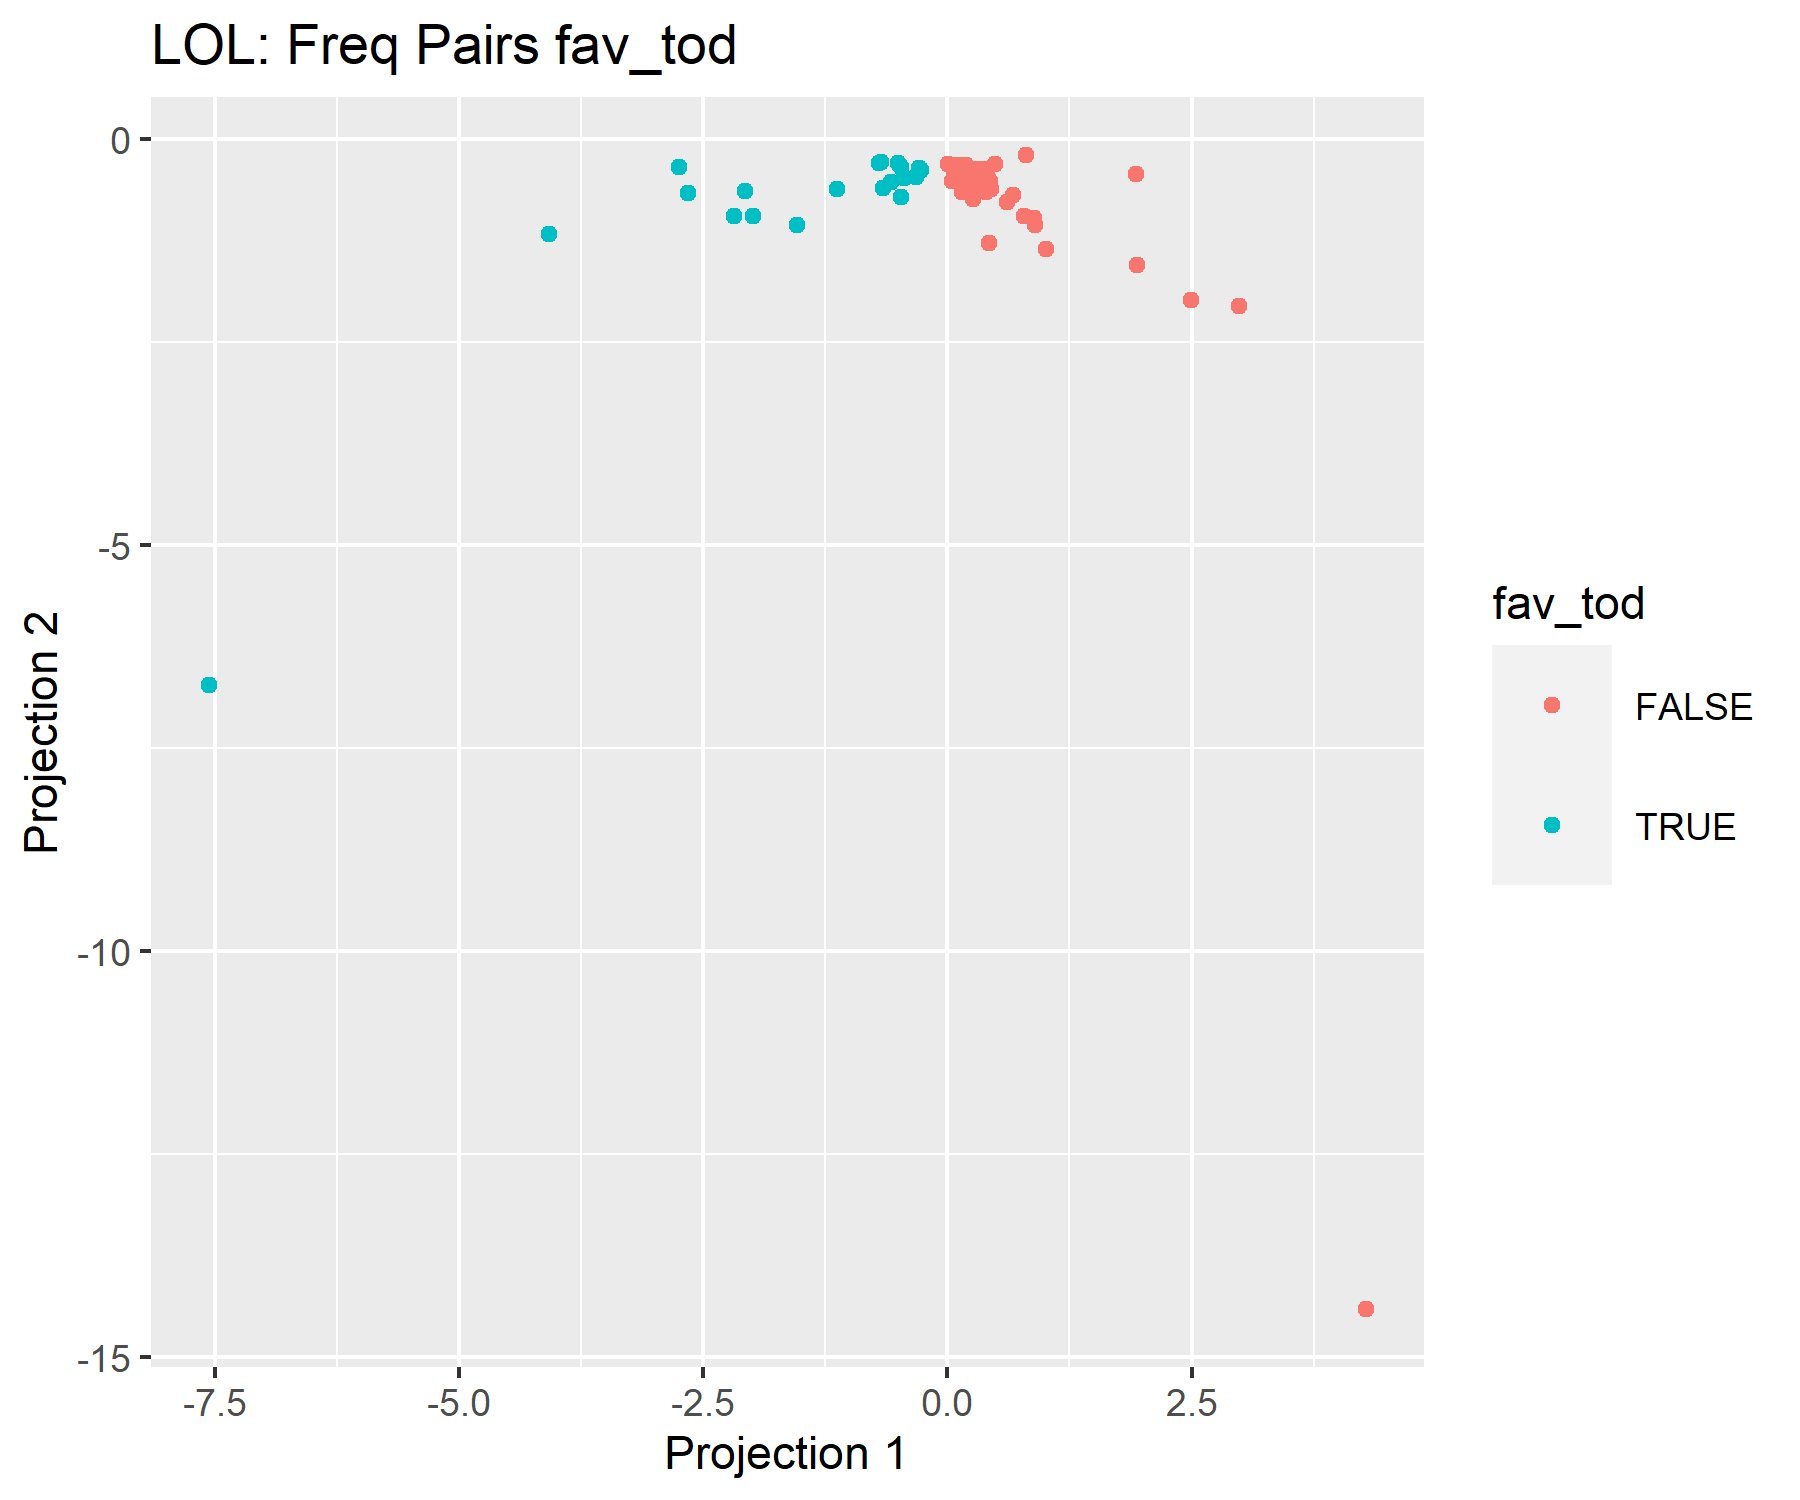 LOL: Freq Pairs fav_tod
0
-5
-10
-15
Projection 2
-7.5 -5.0 -2.5 0.0 2.5
Projection 1
fav_tod
FALSE
TRUE